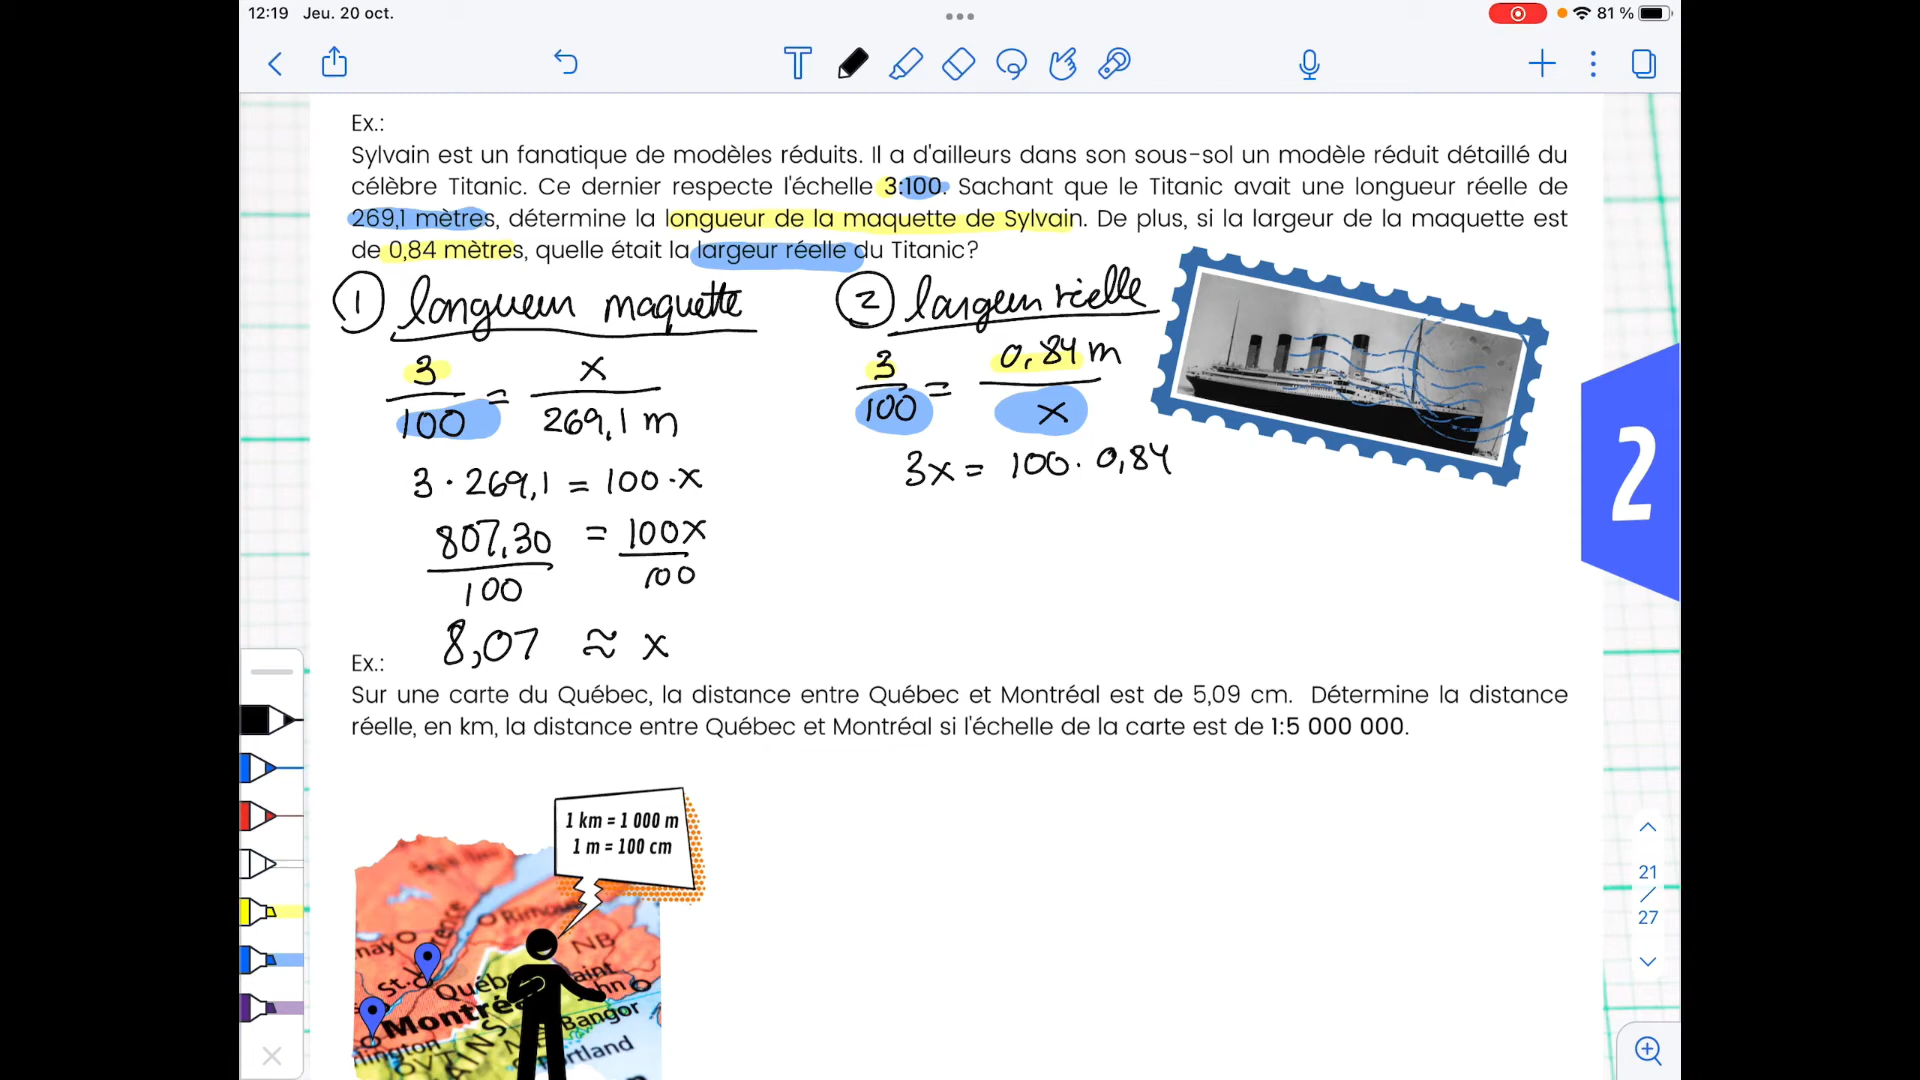 12:19 Jeu. 20 oct.
81 %
Ex.:
Sylvain est un fanatique de modèles réduits. Il a d'ailleurs dans son sous-sol un modèle réduit détaillé du
célèbre Titanic. Ce dernier respecte l'échelle 3:100. Sachant que le Titanic avait une longueur réelle de
269,1 mètres, détermine la longueur de la maquette de Sylvain. De plus, si la largeur de la maquette est
de 0,84 mètres, quelle était la largeur réelle du Titanic?
1 longueur maquette
3/100 = x/269,1 m
3 · 269,1 = 100 · x
807,30/100 = 100x/100
8,07 ≈ x
2 largeur réelle
3/100 = 0,84 m/x
3x = 100 · 0,84
2
Ex.:
Sur une carte du Québec, la distance entre Québec et Montréal est de 5,09 cm. Détermine la distance
réelle, en km, la distance entre Québec et Montréal si l'échelle de la carte est de 1:5 000 000.
1 km = 1 000 m
1 m = 100 cm
NB
St.
Québ
Montré
Bangor
21
27